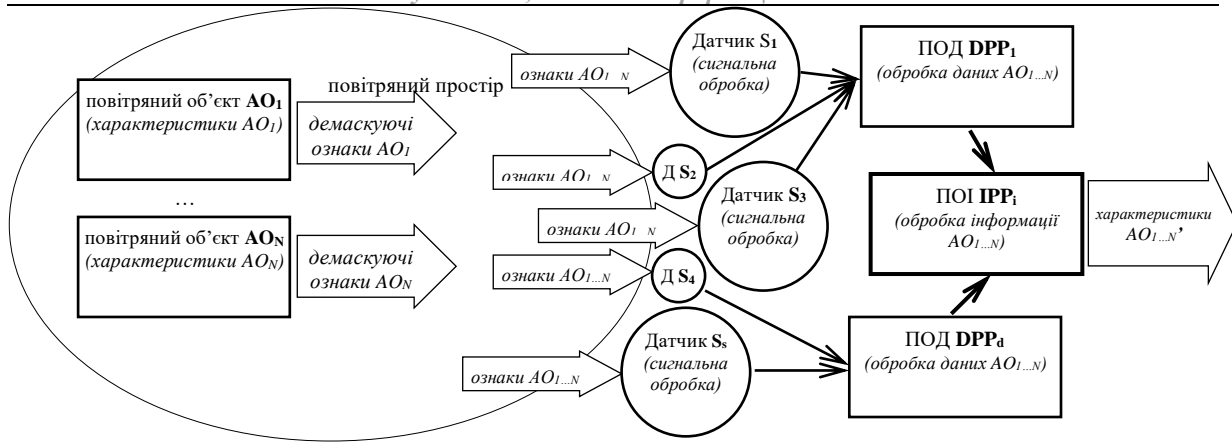 повітряний простір
повітряний об’єкт AO1
(характеристики AO1)
демаскуючі
ознаки AO1
…
повітряний об’єкт AON
(характеристики AON)
демаскуючі
ознаки AON
ознаки AO1 N
Датчик S1
(сигнальна
обробка)
ознаки AO1 N
Д S2
ознаки AO1 N
Датчик S3
(сигнальна
обробка)
ознаки AO1…N
Д S4
ознаки AO1…N
Датчик Ss
(сигнальна
обробка)
ПОД DPP1
(обробка даних AO1…N)
ПОІ IPPi
(обробка інформації
AO1…N)
ПОД DPPd
(обробка даних AO1…N)
характеристики
AO1…N’